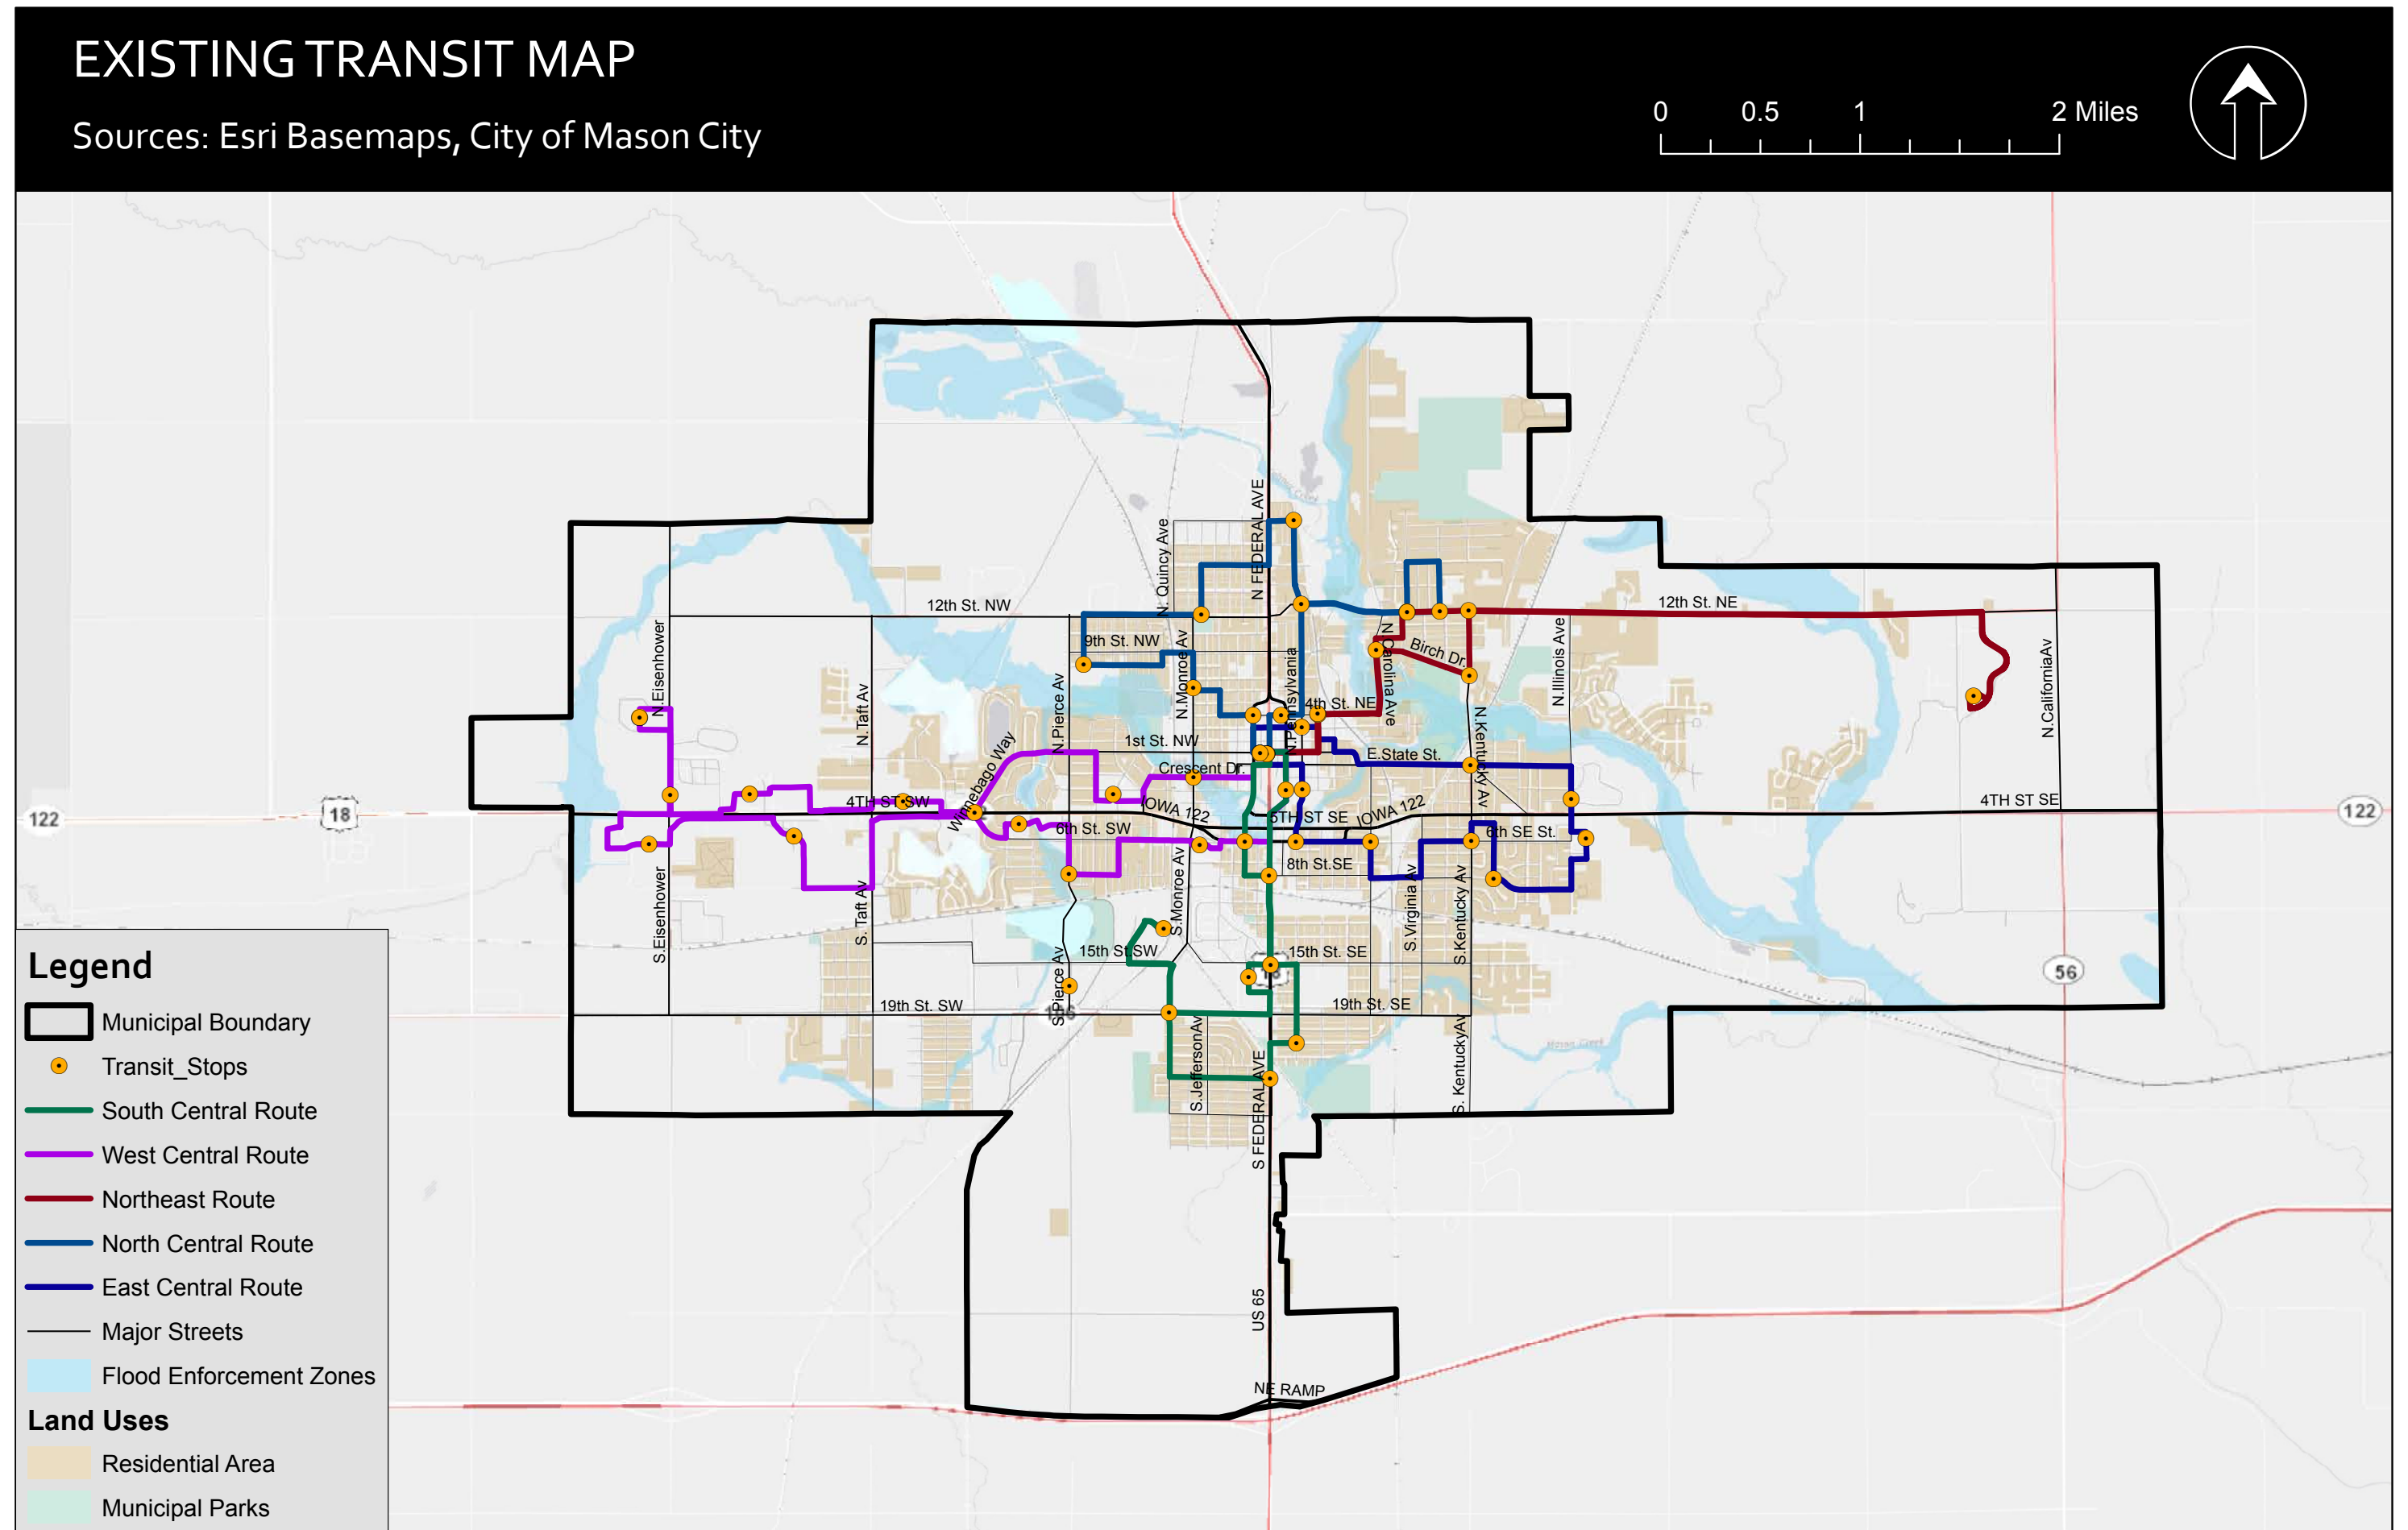 EXISTING TRANSIT MAP
Sources: Esri Basemaps, City of Mason City
0 0.5 1 2 Miles
N FEDERAL AVE
N. Quincy Ave
12th St. NW
12th St. NE
N.Eisenhower
9th St. NW
N.Monroe Av
N.Carolina Ave
Birch Dr.
N.Illinois Ave
N.CaliforniaAv
N.Taft Av
N.Pierce Av
N.Pennsylvania
4th St. NE
N.Kentucky Av
Winnebago Way
1st St. NW
E.State St.
Crescent Dr.
122
18
4TH ST SW
IOWA 122
5TH ST SE
IOWA 122
4TH ST SE
122
6th St. SW
6th SE St.
8th St.SE
S.Eisenhower
S. Taft Av
S.Monroe Av
S.Virginia Av
S.Kentucky Av
15th St.SW
15th St. SE
56
S.Pierce Av
19th St. SW
19th St. SE
S.JeffersonAv
S. KentuckyAv
S FEDERAL AVE
US 65
NE RAMP
Legend
Municipal Boundary
Transit_Stops
South Central Route
West Central Route
Northeast Route
North Central Route
East Central Route
Major Streets
Flood Enforcement Zones
Land Uses
Residential Area
Municipal Parks